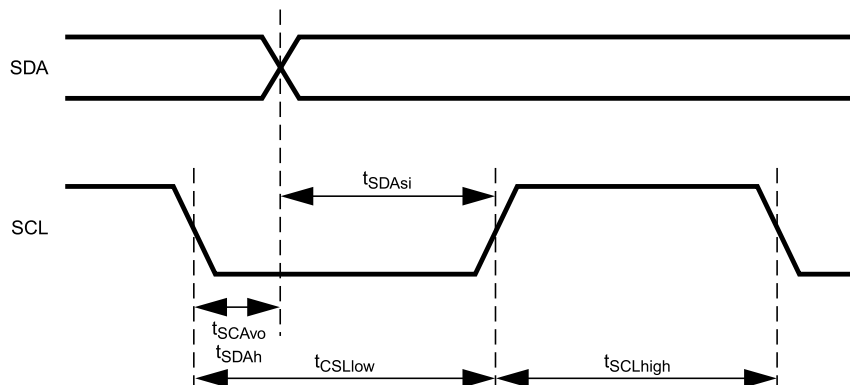 SDA
tSDAsi
SCL
tSCAvo
tSDAh
tCSLlow
tSCLhigh